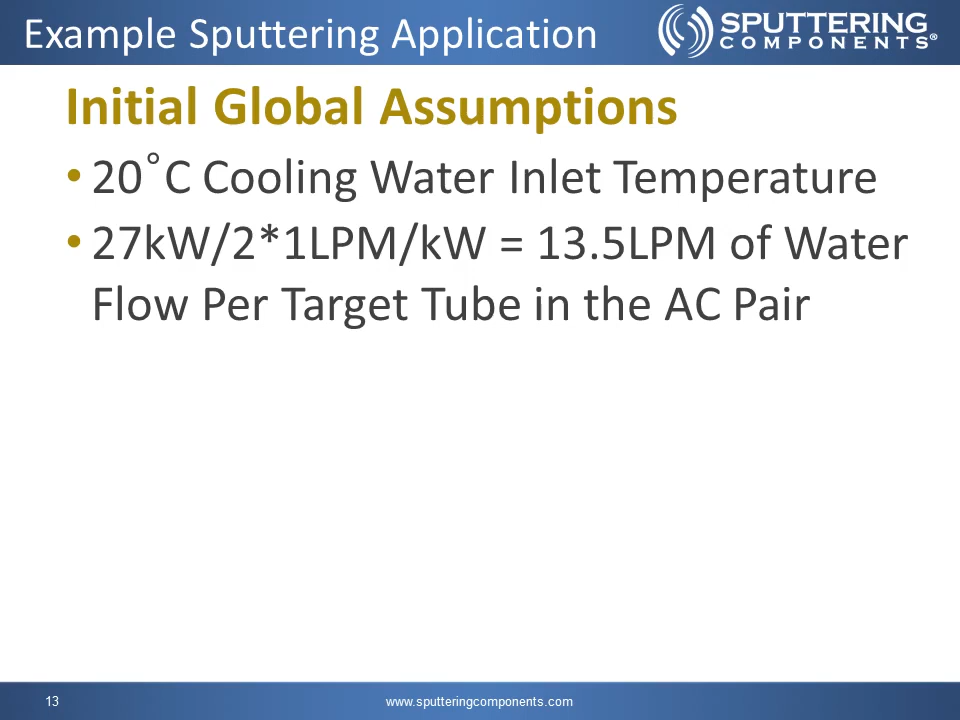 Example Sputtering Application
SPUTTERING
COMPONENTS®
Initial Global Assumptions
• 20˚C Cooling Water Inlet Temperature
• 27kW/2*1LPM/kW = 13.5LPM of Water
Flow Per Target Tube in the AC Pair
13
www.sputteringcomponents.com